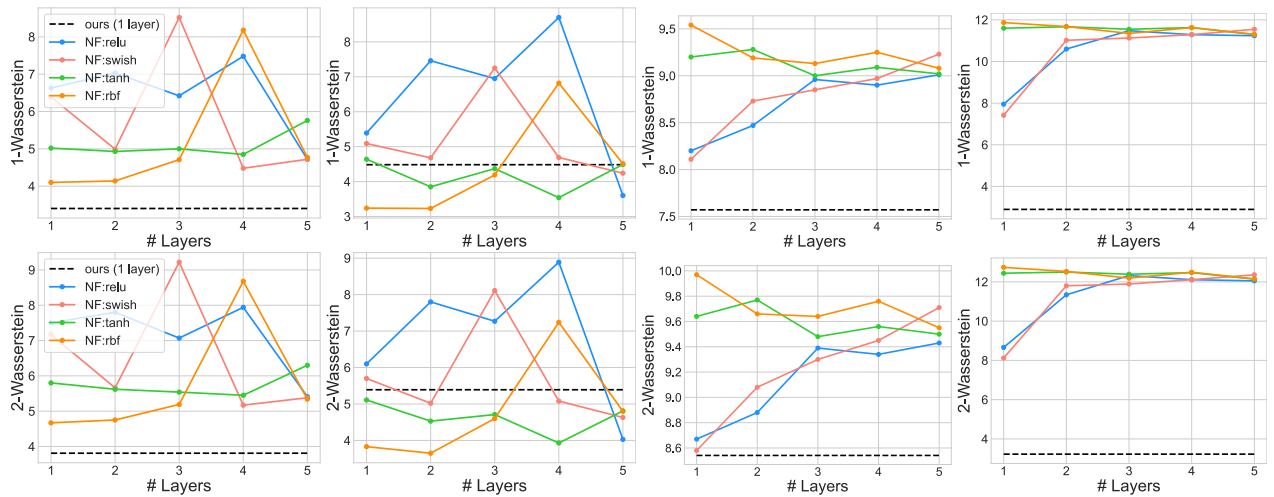 1-Wasserstein
8
7
6
5
4
ours (1 layer)
NF:relu
NF:swish
NF:tanh
NF:rbf
1 2 3 4 5
# Layers
1-Wasserstein
8
7
6
5
4
3
1 2 3 4 5
# Layers
1-Wasserstein
9.5
9.0
8.5
8.0
7.5
1 2 3 4 5
# Layers
1-Wasserstein
12
10
8
6
4
1 2 3 4 5
# Layers
2-Wasserstein
9
8
7
6
5
4
ours (1 layer)
NF:relu
NF:swish
NF:tanh
NF:rbf
1 2 3 4 5
# Layers
2-Wasserstein
9
8
7
6
5
4
1 2 3 4 5
# Layers
2-Wasserstein
10.0
9.8
9.6
9.4
9.2
9.0
8.8
8.6
1 2 3 4 5
# Layers
2-Wasserstein
12
10
8
6
4
1 2 3 4 5
# Layers